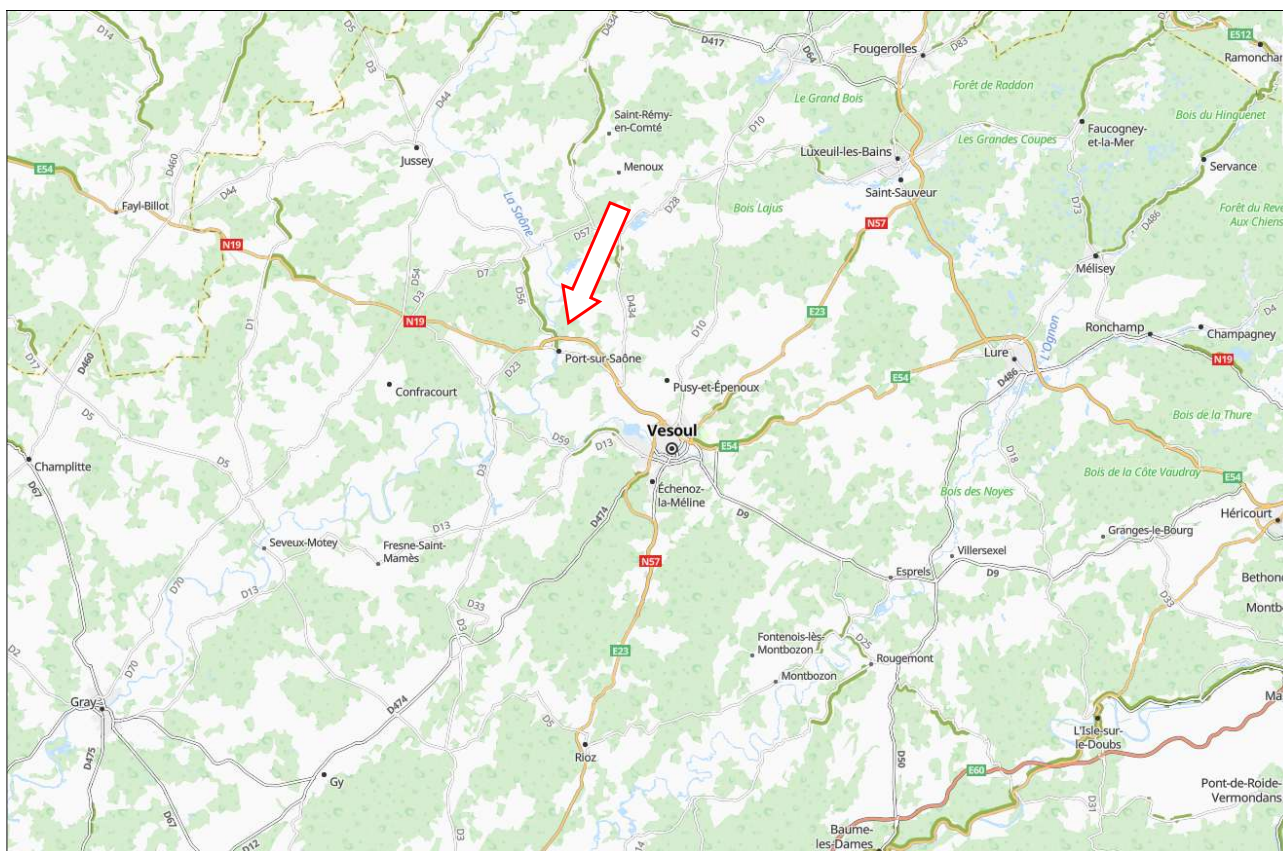 D14
D5
D434
D417
D64
Fougerolles
D83
E512
Ramonchan
D3
D44
Le Grand Bois
Forêt de Raddon
Saint-Rémy-
en-Comté
D10
Bois du Hinguenet
Faucogney-
et-la-Mer
Les Grandes Coupes
D460
Jussey
Luxeuil-les-Bains
Servance
E54
Menoux
Saint-Sauveur
D44
Fayl-Billot
La Saône
D28
Bois Lajus
N57
D73
D486
Forêt du Reve
Aux Chiens
N19
D57
D7
D54
D3
D56
Mélisey
D434
E23
D10
L'Ognon
N19
D1
Ronchamp
Champagney
D4
D460
D17
Port-sur-Saône
D23
Lure
N19
Confracourt
Pusy-et-Épenoux
E54
D486
D5
Vesoul
Bois de la Thure
D59
D13
E54
D18
Champlitte
D5
D3
Bois de la Côte Vaudray
E54
D67
Échenoz-
la-Méline
Bois des Noyes
D474
D9
Héricourt
D13
Granges-le-Bourg
Seveux-Motey
Fresne-Saint-
Mamès
N57
Villersexel
D9
Esprels
D70
D13
D33
D3
Bethon
D33
Montb
Fontenois-lès-
Montbozon
D25
E23
Rougemont
D2
D70
Montbozon
Gray
D474
D5
Ma
L'Isle-sur-
le-Doubs
D475
Rioz
D50
E60
Gy
Pont-de-Roide-
Vermondans
D31
D67
D3
Baume-
les-Dames
D12
D14